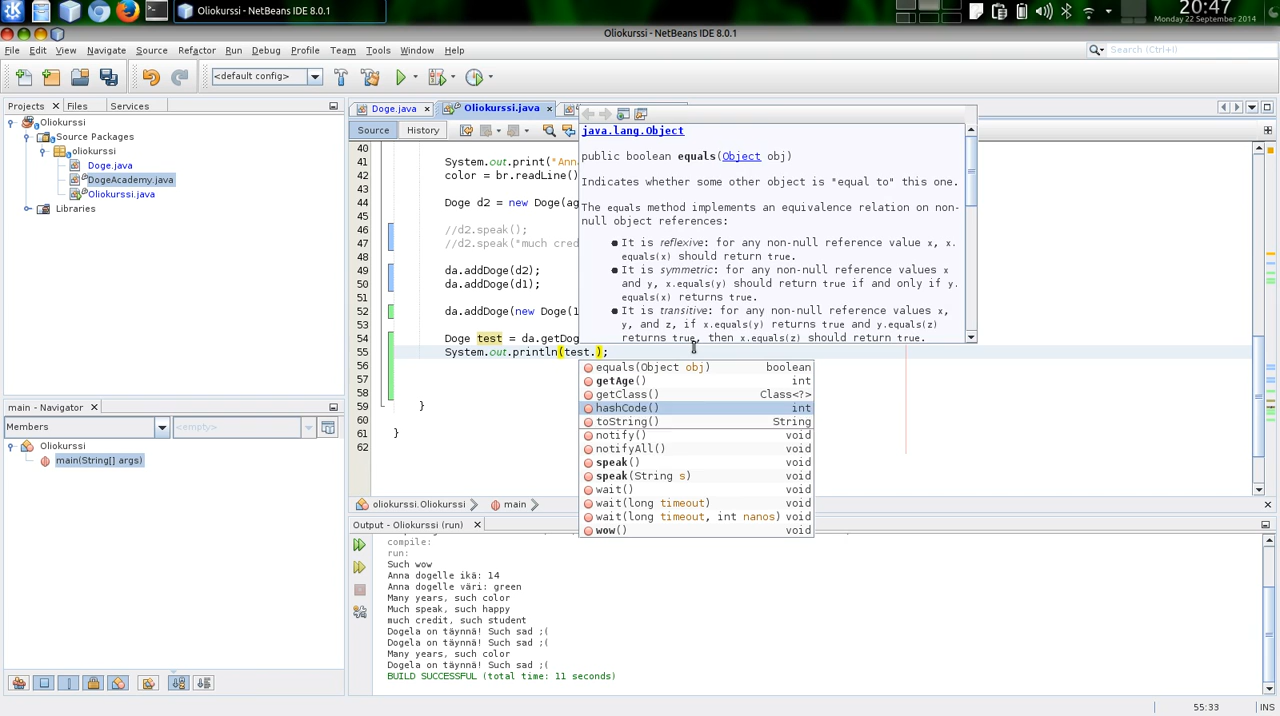 Oliokurssi - NetBeans IDE 8.0.1
20:47
Monday 22 September 2014
Oliokurssi - NetBeans IDE 8.0.1
File Edit View Navigate Source Refactor Run Debug Profile Team Tools Window Help
Search (Ctrl+I)
<default config>
Projects Files Services
Oliokurssi
Source Packages
oliokurssi
Doge.java
DogeAcademy.java
Oliokurssi.java
Libraries
main - Navigator
Members <empty>
Oliokurssi
main(String[] args)
Doge.java Oliokurssi.java
Source History
40
41 System.out.print("Ann
42 color = br.readLine()
43
44 Doge d2 = new Doge(ag
45
46 //d2.speak();
47 //d2.speak("much cred
48
49 da.addDoge(d2);
50 da.addDoge(d1);
51
52 da.addDoge(new Doge(1
53
54 Doge test = da.getDog
55 System.out.println(test.);
56
57
58
59 }
60
61 }
62
java.lang.Object
public boolean equals(Object obj)
Indicates whether some other object is "equal to" this one.
The equals method implements an equivalence relation on non-
null object references:
It is reflexive: for any non-null reference value x, x.
equals(x) should return true.
It is symmetric: for any non-null reference values x
and y, x.equals(y) should return true if and only if y.
equals(x) returns true.
It is transitive: for any non-null reference values x,
y, and z, if x.equals(y) returns true and y.equals(z)
returns true, then x.equals(z) should return true.
equals(Object obj) boolean
getAge() int
getClass() Class<?>
hashCode() int
toString() String
notify() void
notifyAll() void
speak() void
speak(String s) void
wait() void
wait(long timeout) void
wait(long timeout, int nanos) void
wow() void
oliokurssi.Oliokurssi main
Output - Oliokurssi (run)
compile:
run:
Such wow
Anna dogelle ikä: 14
Anna dogelle väri: green
Many years, such color
Much speak, such happy
much credit, such student
Dogela on täynnä! Such sad ;(
Dogela on täynnä! Such sad ;(
Many years, such color
Dogela on täynnä! Such sad ;(
BUILD SUCCESSFUL (total time: 11 seconds)
55:33 INS